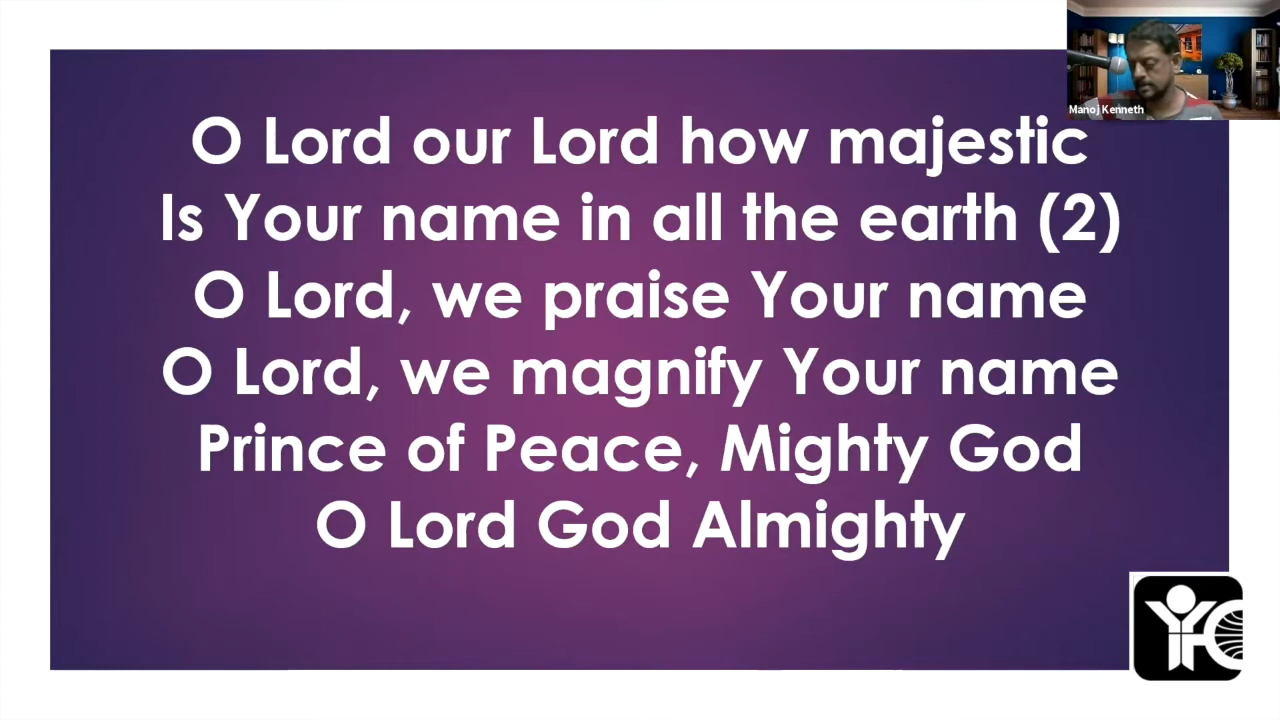 Manoj Kenneth
O Lord our Lord how majestic
Is Your name in all the earth (2)
O Lord, we praise Your name
O Lord, we magnify Your name
Prince of Peace, Mighty God
O Lord God Almighty
YFC